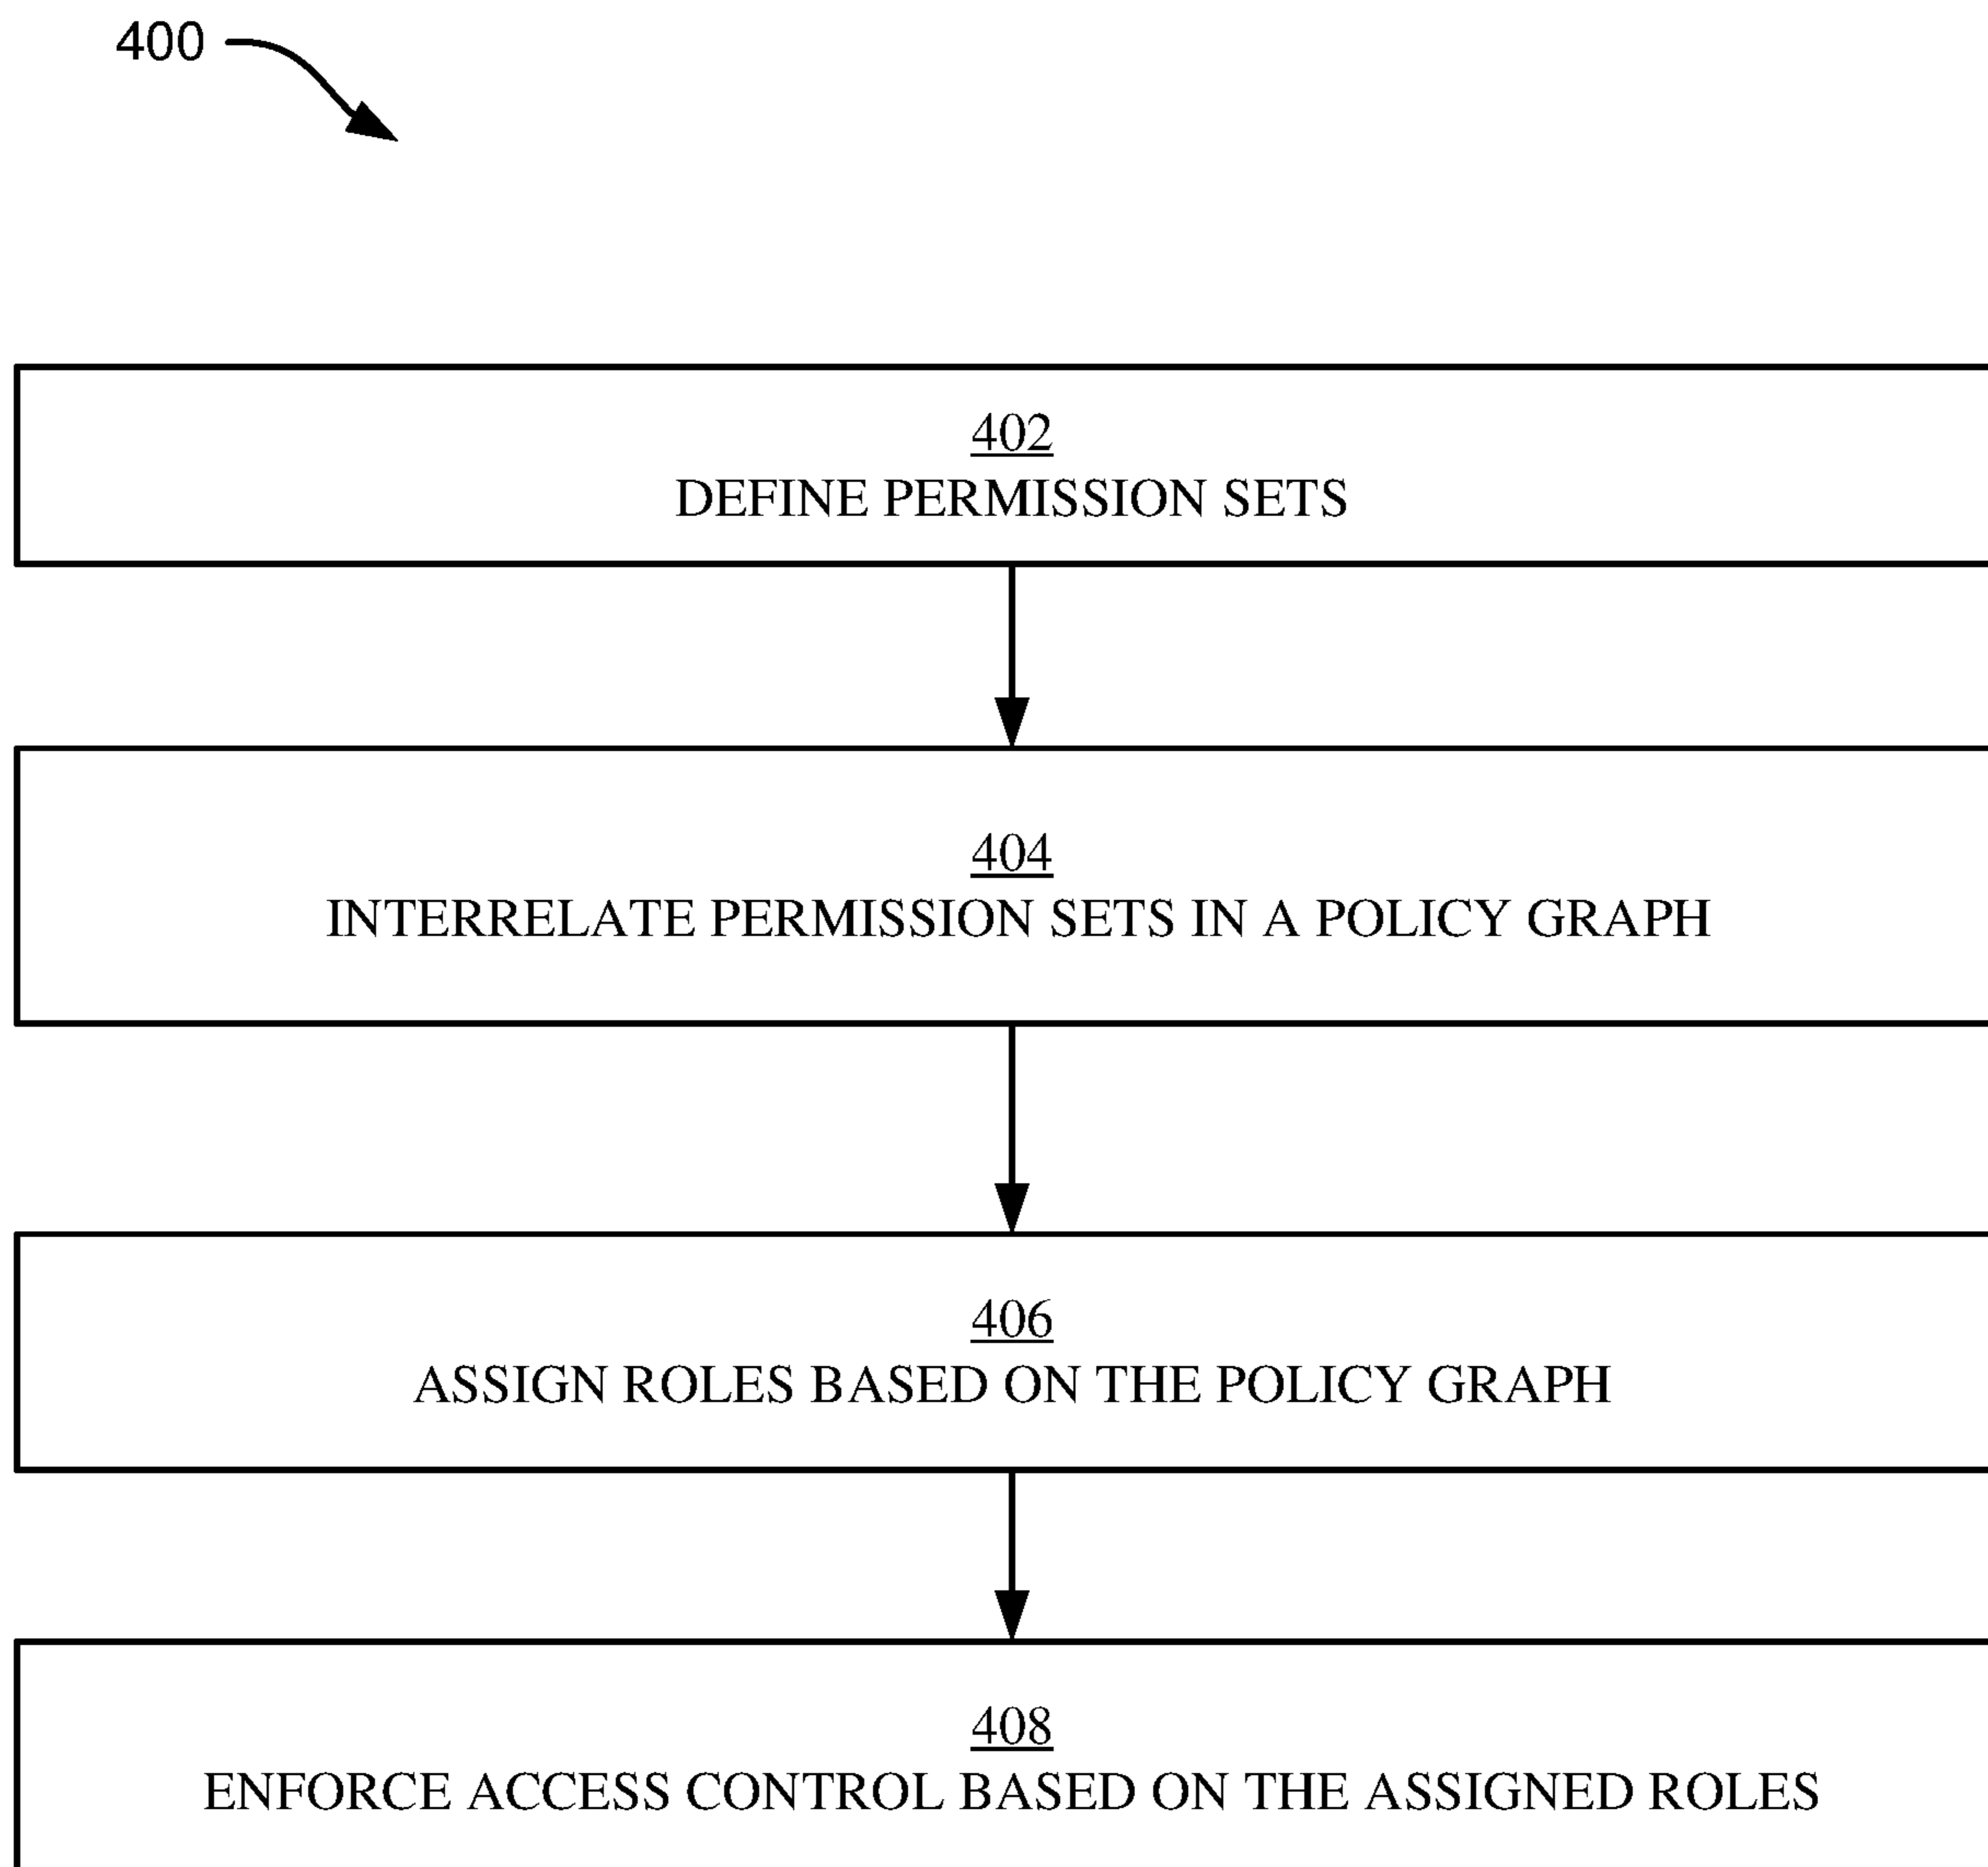 400
402
DEFINE PERMISSION SETS
404
INTERRELATE PERMISSION SETS IN A POLICY GRAPH
406
ASSIGN ROLES BASED ON THE POLICY GRAPH
408
ENFORCE ACCESS CONTROL BASED ON THE ASSIGNED ROLES